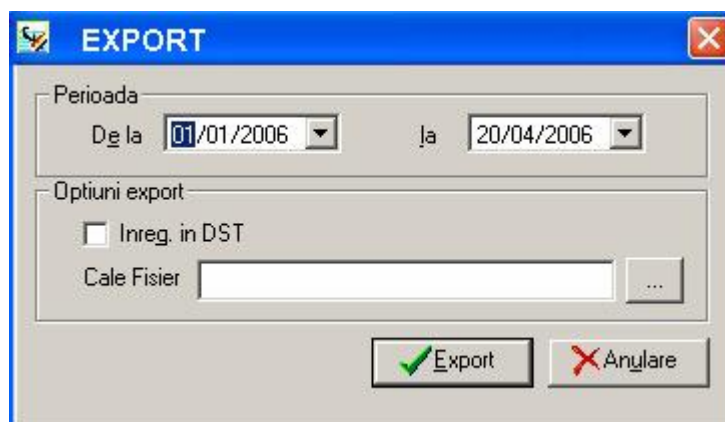 EXPORT
Perioada
De la 01/01/2006 la 20/04/2006
Optiuni export
Inreg. in DST
Cale Fisier ...
Export Anulare